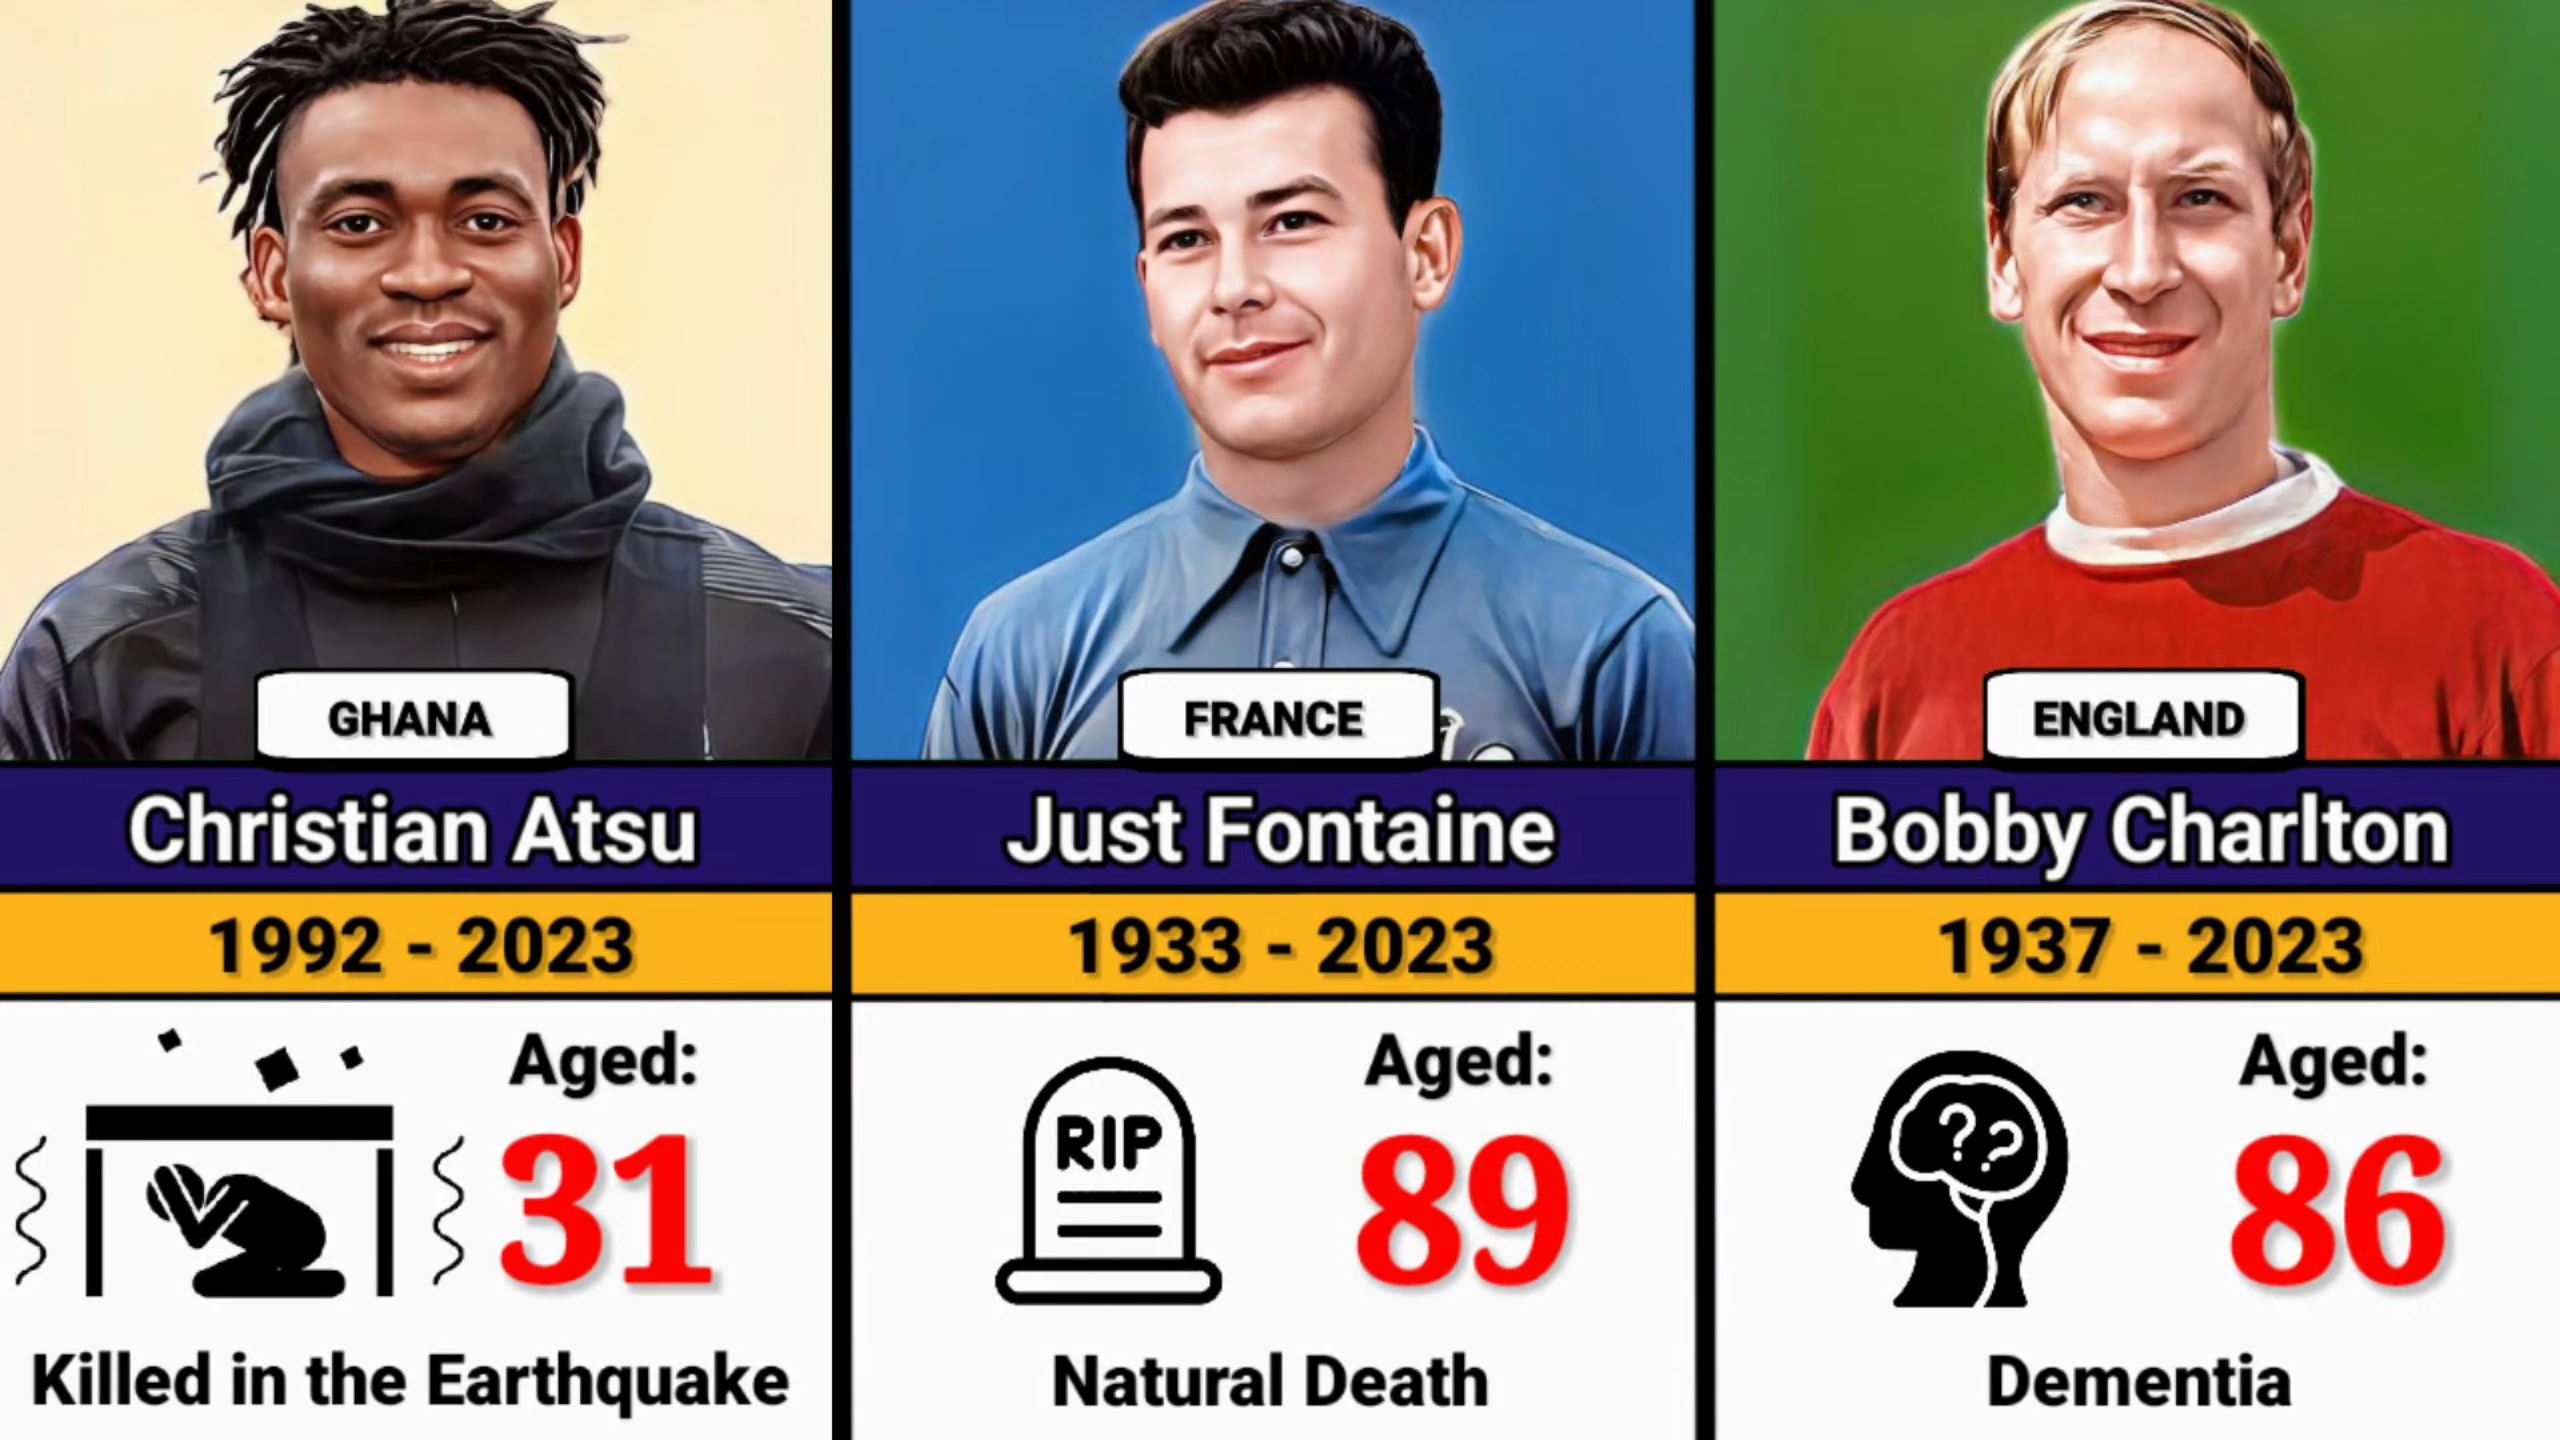 GHANA
Christian Atsu
1992 - 2023
Aged:
31
Killed in the Earthquake
FRANCE
Just Fontaine
1933 - 2023
RIP
Aged:
89
Natural Death
ENGLAND
Bobby Charlton
1937 - 2023
??
Aged:
86
Dementia